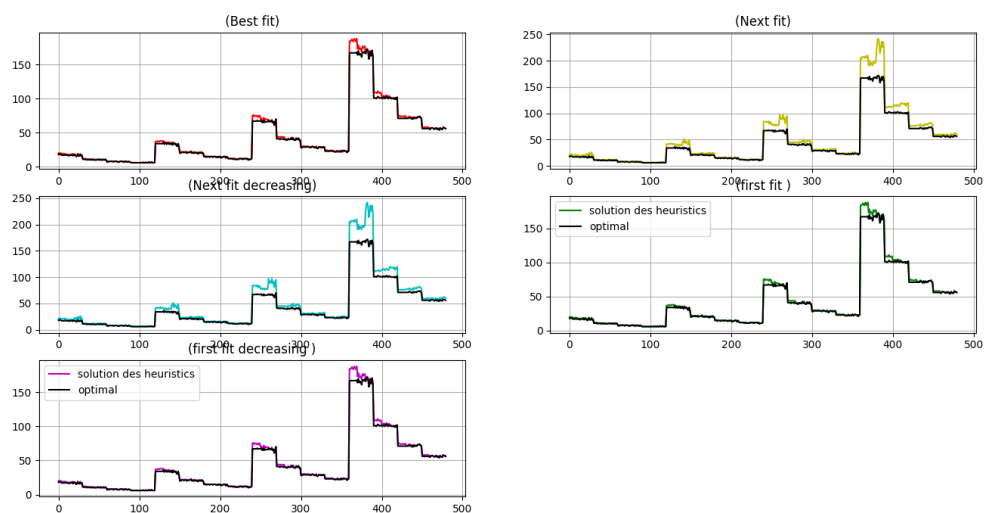 (Best fit)
150
100
50
0
0 100 200 300 400 500
(Next fit)
250
200
150
100
50
0
0 100 200 300 400 500
(Next fit decreasing)
250
200
150
100
50
0
0 100 200 300 400 500
(first fit )
solution des heuristics
optimal
150
100
50
0
0 100 200 300 400 500
(first fit decreasing )
solution des heuristics
optimal
150
100
50
0
0 100 200 300 400 500